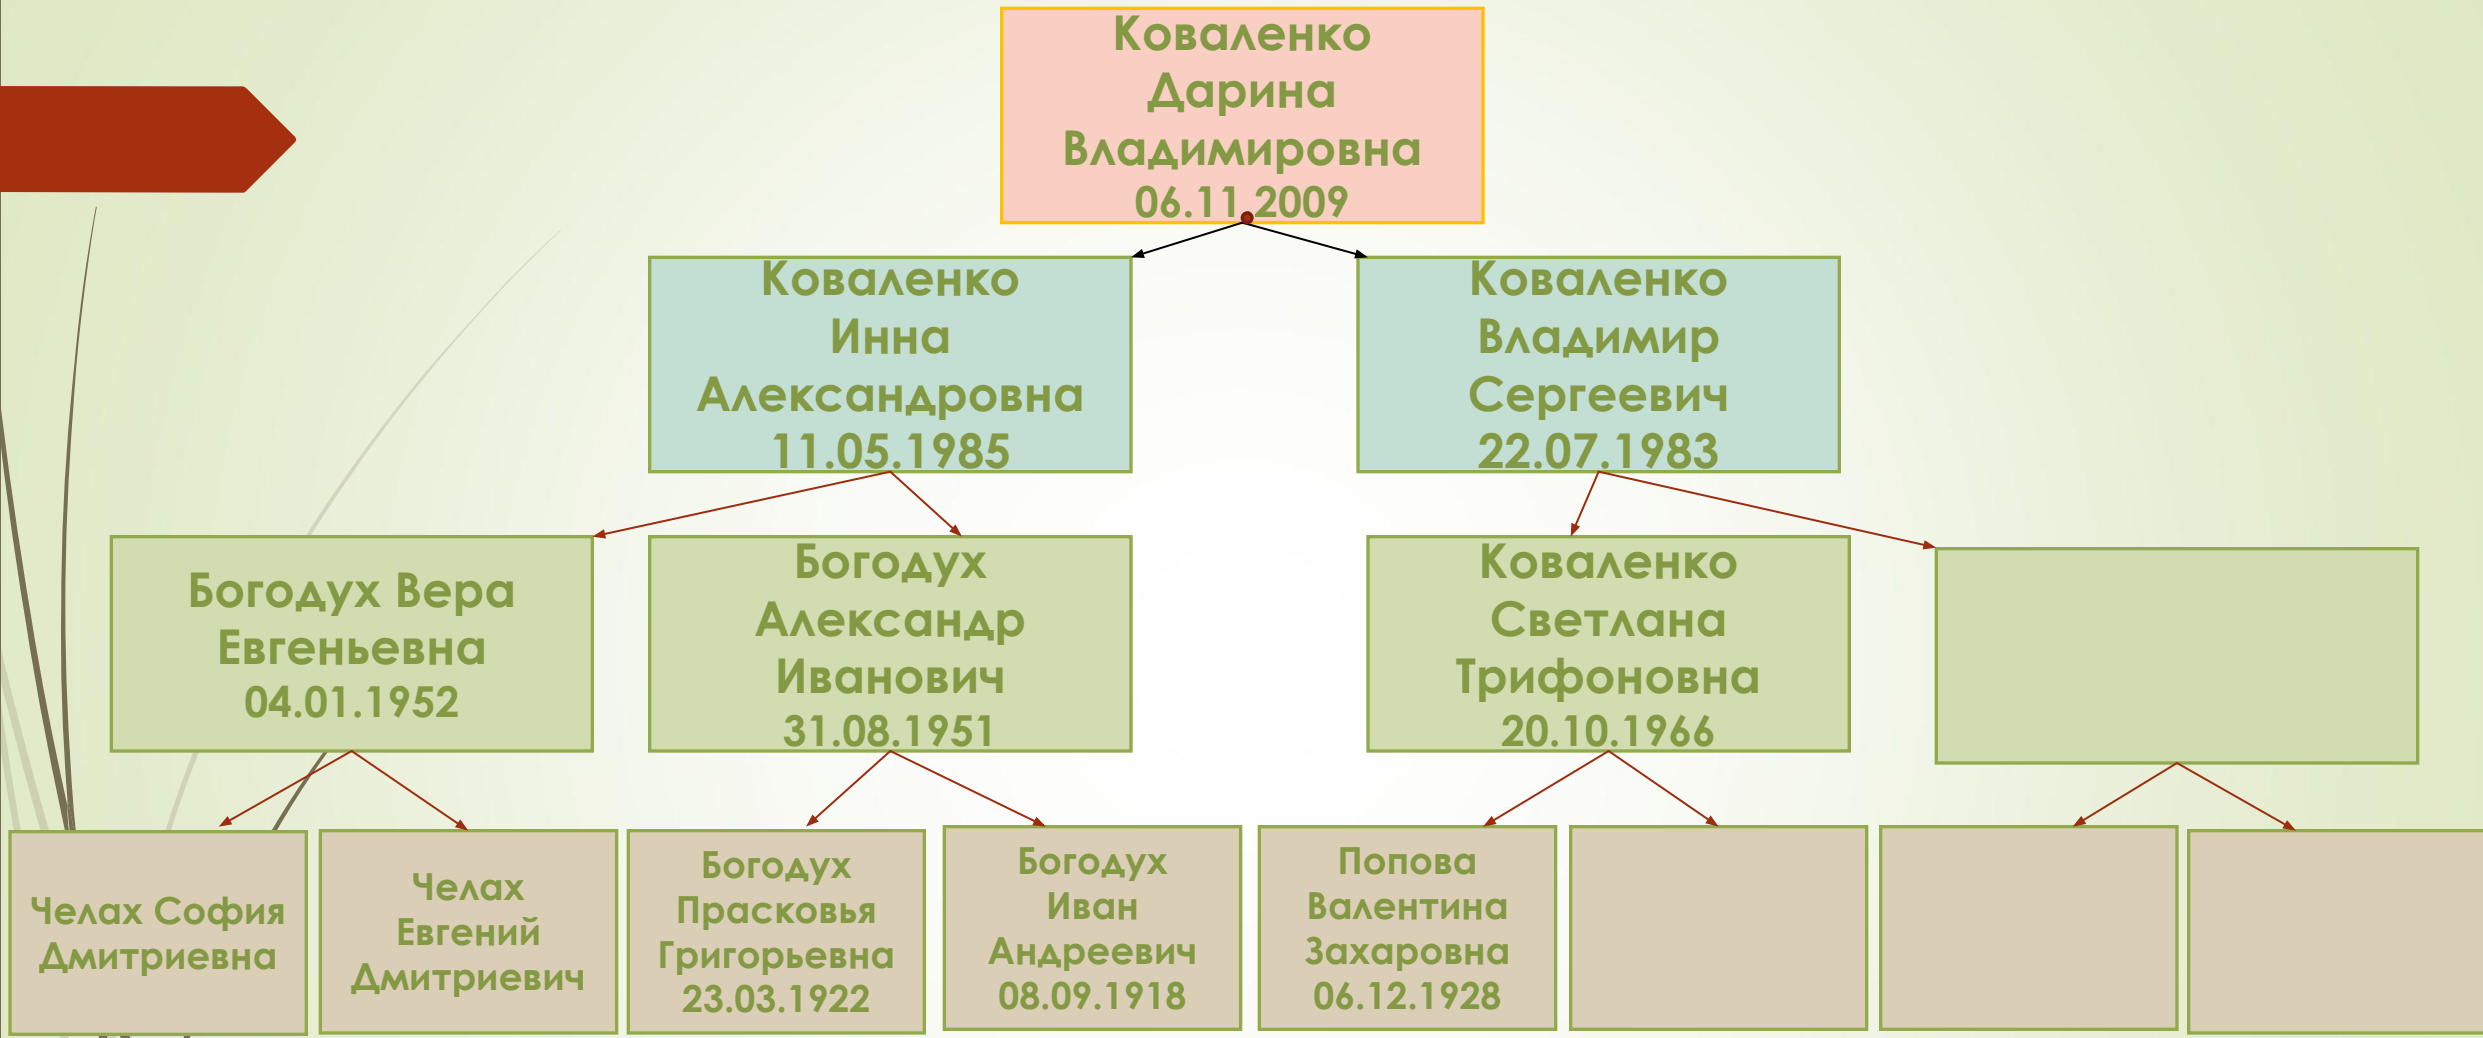 Коваленко
Дарина
Владимировна
06.11.2009
Коваленко
Инна
Александровна
11.05.1985
Коваленко
Владимир
Сергеевич
22.07.1983
Богодух Вера
Евгеньевна
04.01.1952
Богодух
Александр
Иванович
31.08.1951
Коваленко
Светлана
Трифоновна
20.10.1966
Челах София
Дмитриевна
Челах
Евгений
Дмитриевич
Богодух
Прасковья
Григорьевна
23.03.1922
Богодух
Иван
Андреевич
08.09.1918
Попова
Валентина
Захаровна
06.12.1928